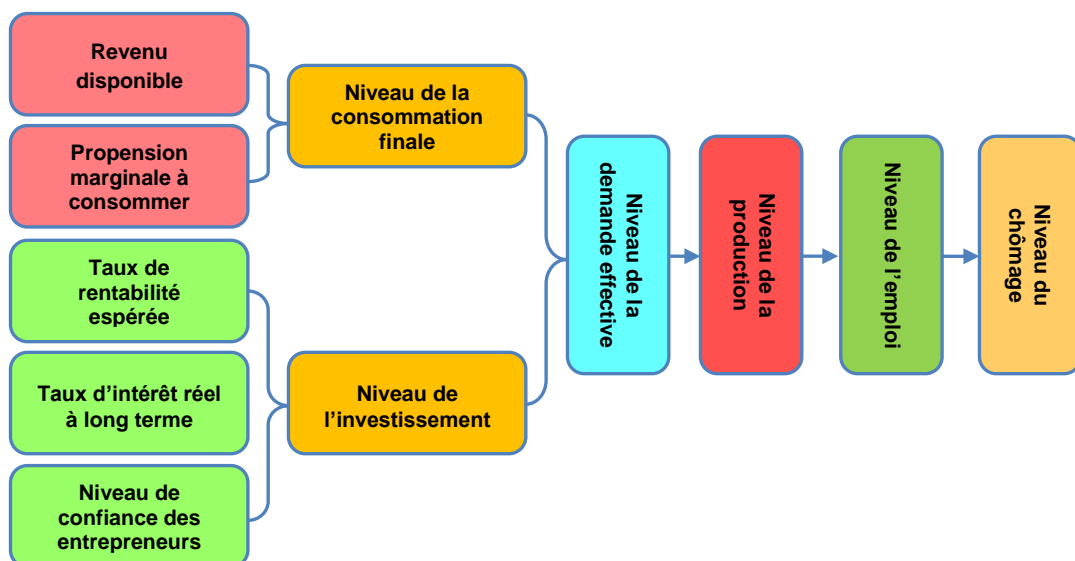 Revenu
disponible
Propension
marginale à
consommer
Taux de
rentabilité
espérée
Taux d’intérêt réel
à long terme
Niveau de
confiance des
entrepreneurs
Niveau de la
consommation
finale
Niveau de
l’investissement
Niveau de la
demande effective
Niveau de la
production
Niveau de l’emploi
Niveau du
chômage